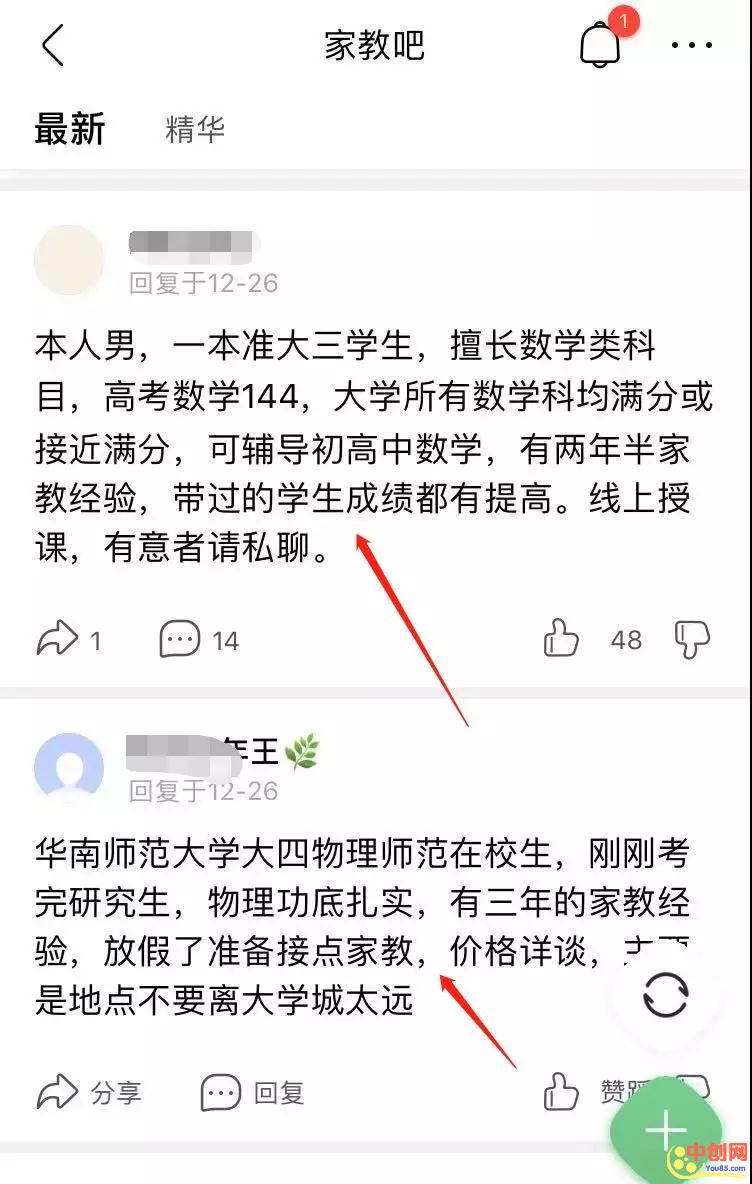 家教吧
1
最新
精华
回复于12-26
本人男，一本准大三学生，擅长数学类科
目，高考数学144，大学所有数学科均满分或
接近满分，可辅导初高中数学，有两年半家
教经验，带过的学生成绩都有提高。线上授
课，有意者请私聊。
1
14
48
年王
回复于12-26
华南师范大学大四物理师范在校生，刚刚考
完研究生，物理功底扎实，有三年的家教经
验，放假了准备接点家教，价格详谈，主要
是地点不要离大学城太远
分享
回复
赞踩
中创网
You85.com